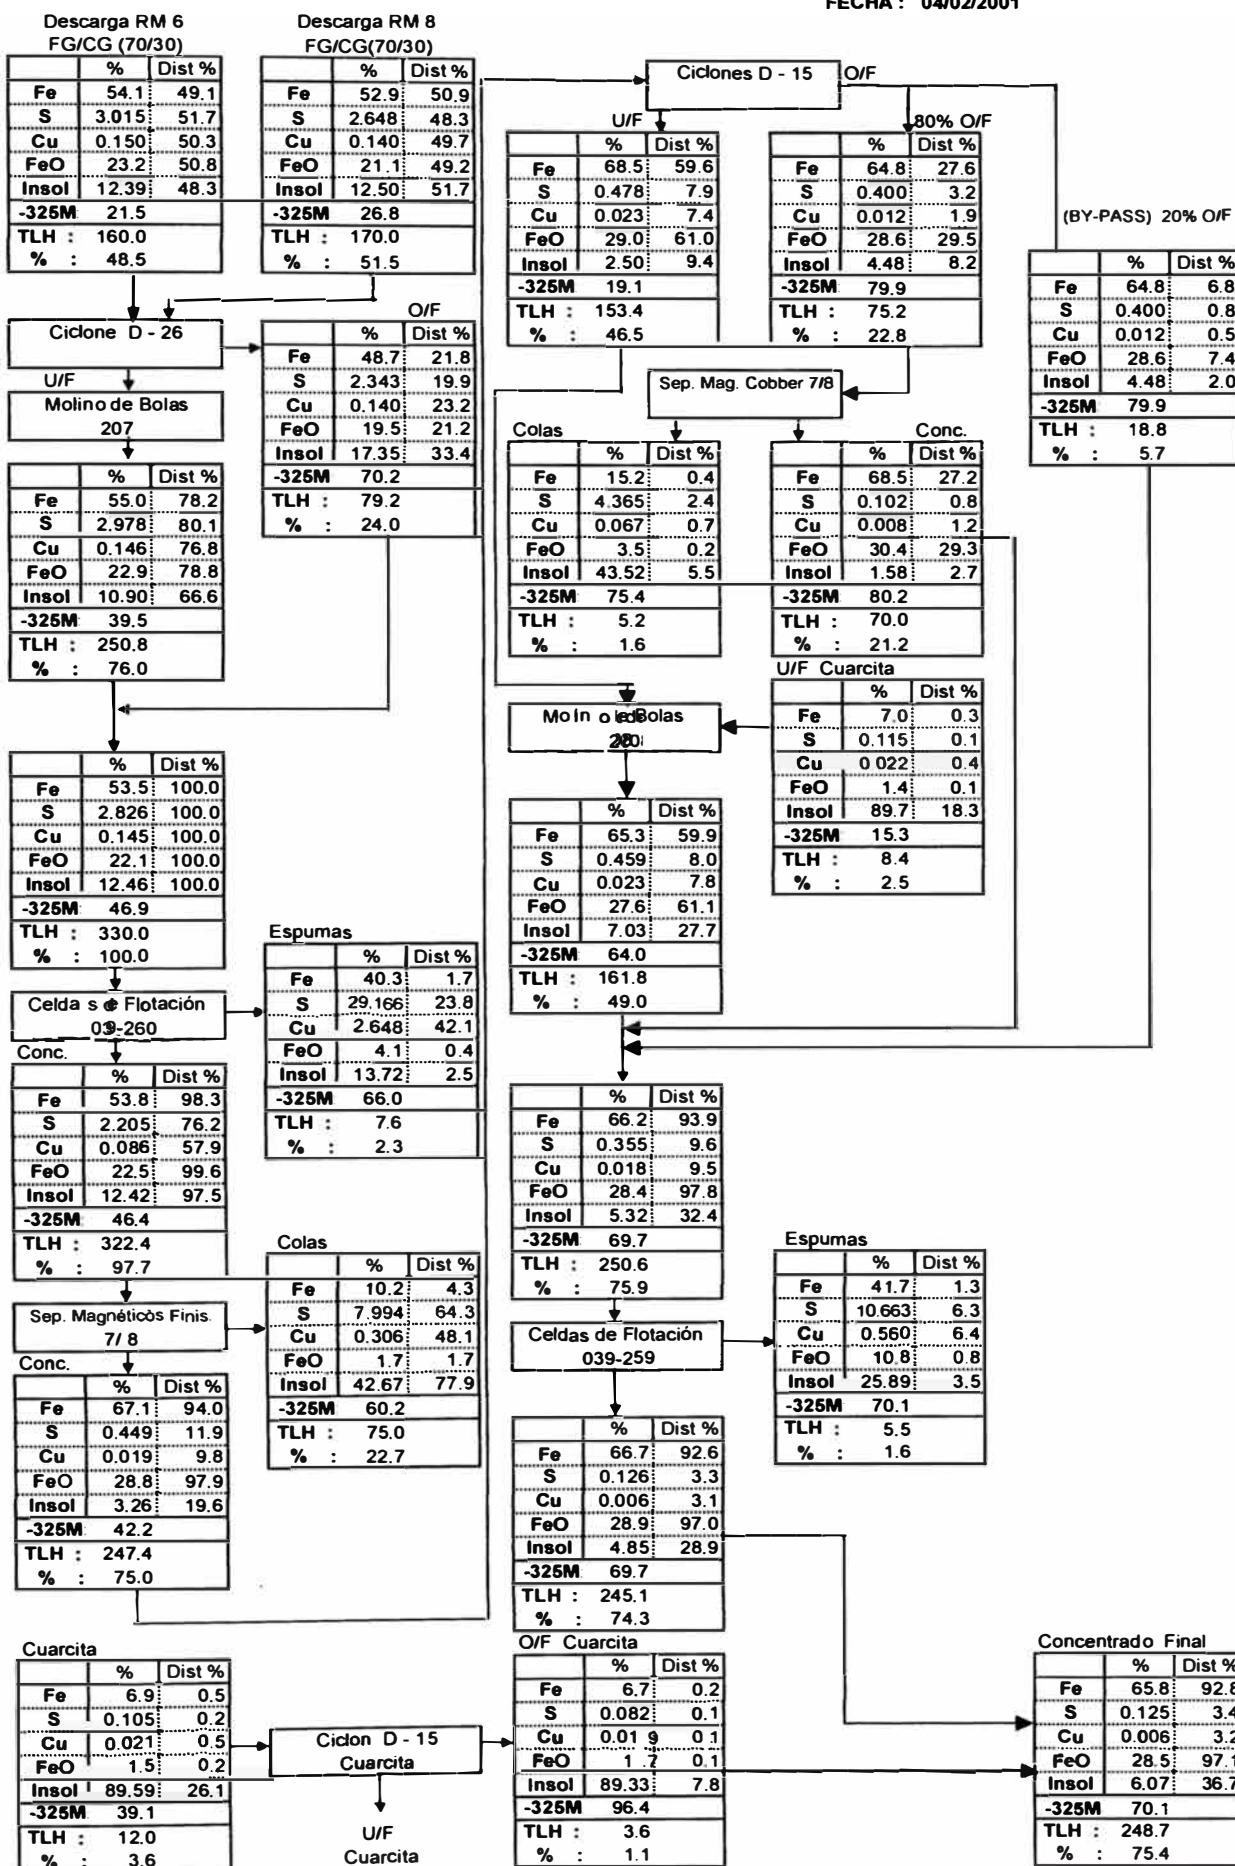 FECHA : 04/02/2001
Descarga RM 6
FG/CG (70/30)
% Dist %
Fe 54.1 49.1
S 3.015 51.7
Cu 0.150 50.3
FeO 23.2 50.8
Insol 12.39 48.3
-325M 21.5
TLH : 160.0
% : 48.5
Descarga RM 8
FG/CG(70/30)
% Dist %
Fe 52.9 50.9
S 2.648 48.3
Cu 0.140 49.7
FeO 21.1 49.2
Insol 12.50 51.7
-325M 26.8
TLH : 170.0
% : 51.5
Ciclone D - 26
O/F
% Dist %
Fe 48.7 21.8
S 2.343 19.9
Cu 0.140 23.2
FeO 19.5 21.2
Insol 17.35 33.4
-325M 70.2
TLH : 79.2
% : 24.0
U/F
Molino de Bolas
207
% Dist %
Fe 55.0 78.2
S 2.978 80.1
Cu 0.146 76.8
FeO 22.9 78.8
Insol 10.90 66.6
-325M 39.5
TLH : 250.8
% : 76.0
% Dist %
Fe 53.5 100.0
S 2.826 100.0
Cu 0.145 100.0
FeO 22.1 100.0
Insol 12.46 100.0
-325M 46.9
TLH : 330.0
% : 100.0
Celda s e Flotación
039-260
Espumas
% Dist %
Fe 40.3 1.7
S 29.166 23.8
Cu 2.648 42.1
FeO 4.1 0.4
Insol 13.72 2.5
-325M 66.0
TLH : 7.6
% : 2.3
Conc.
% Dist %
Fe 53.8 98.3
S 2.205 76.2
Cu 0.086 57.9
FeO 22.5 99.6
Insol 12.42 97.5
-325M 46.4
TLH : 322.4
% : 97.7
Sep. Magnéticos Finis.
7/ 8
Colas
% Dist %
Fe 10.2 4.3
S 7.994 64.3
Cu 0.306 48.1
FeO 1.7 1.7
Insol 42.67 77.9
-325M 60.2
TLH : 75.0
% : 22.7
Conc.
% Dist %
Fe 67.1 94.0
S 0.449 11.9
Cu 0.019 9.8
FeO 28.8 97.9
Insol 3.26 19.6
-325M 42.2
TLH : 247.4
% : 75.0
Ciclones D - 15
O/F
U/F
% Dist %
Fe 68.5 59.6
S 0.478 7.9
Cu 0.023 7.4
FeO 29.0 61.0
Insol 2.50 9.4
-325M 19.1
TLH : 153.4
% : 46.5
80% O/F
% Dist %
Fe 64.8 27.6
S 0.400 3.2
Cu 0.012 1.9
FeO 28.6 29.5
Insol 4.48 8.2
-325M 79.9
TLH : 75.2
% : 22.8
(BY-PASS) 20% O/F
% Dist %
Fe 64.8 6.8
S 0.400 0.8
Cu 0.012 0.5
FeO 28.6 7.4
Insol 4.48 2.0
-325M 79.9
TLH : 18.8
% : 5.7
Sep. Mag. Cobber 7/8
Colas
% Dist %
Fe 15.2 0.4
S 4.365 2.4
Cu 0.067 0.7
FeO 3.5 0.2
Insol 43.52 5.5
-325M 75.4
TLH : 5.2
% : 1.6
Conc.
% Dist %
Fe 68.5 27.2
S 0.102 0.8
Cu 0.008 1.2
FeO 30.4 29.3
Insol 1.58 2.7
-325M 80.2
TLH : 70.0
% : 21.2
U/F Cuarcita
% Dist %
Fe 7.0 0.3
S 0.115 0.1
Cu 0 022 0.4
FeO 1.4 0.1
Insol 89.7 18.3
-325M 15.3
TLH : 8.4
% : 2.5
Bolas
% Dist %
Fe 65.3 59.9
S 0.459 8.0
Cu 0.023 7.8
FeO 27.6 61.1
Insol 7.03 27.7
-325M 64.0
TLH : 161.8
% : 49.0
% Dist %
Fe 66.2 93.9
S 0.355 9.6
Cu 0.018 9.5
FeO 28.4 97.8
Insol 5.32 32.4
-325M 69.7
TLH : 250.6
% : 75.9
Celdas de Flotación
039-259
Espumas
% Dist %
Fe 41.7 1.3
S 10.663 6.3
Cu 0.560 6.4
FeO 10.8 0.8
Insol 25.89 3.5
-325M 70.1
TLH : 5.5
% : 1.6
% Dist %
Fe 66.7 92.6
S 0.126 3.3
Cu 0.006 3.1
FeO 28.9 97.0
Insol 4.85 28.9
-325M 69.7
TLH : 245.1
% : 74.3
Cuarcita
% Dist %
Fe 6.9 0.5
S 0.105 0.2
Cu 0.021 0.5
FeO 1.5 0.2
Insol 89.59 26.1
-325M 39.1
TLH : 12.0
% : 3.6
Ciclon D - 15
Cuarcita
U/F
Cuarcita
O/F Cuarcita
% Dist %
Fe 6.7 0.2
S 0.082 0.1
Cu 0.01 9 0 1
FeO 1.7 0.1
Insol 89.33 7.8
-325M 96.4
TLH : 3.6
% : 1.1
Concentrado Final
% Dist %
Fe 65.8 92.8
S 0.125 3.4
Cu 0.006 3.2
FeO 28.5 97.1
Insol 6.07 36.7
-325M 70.1
TLH : 248.7
% : 75.4